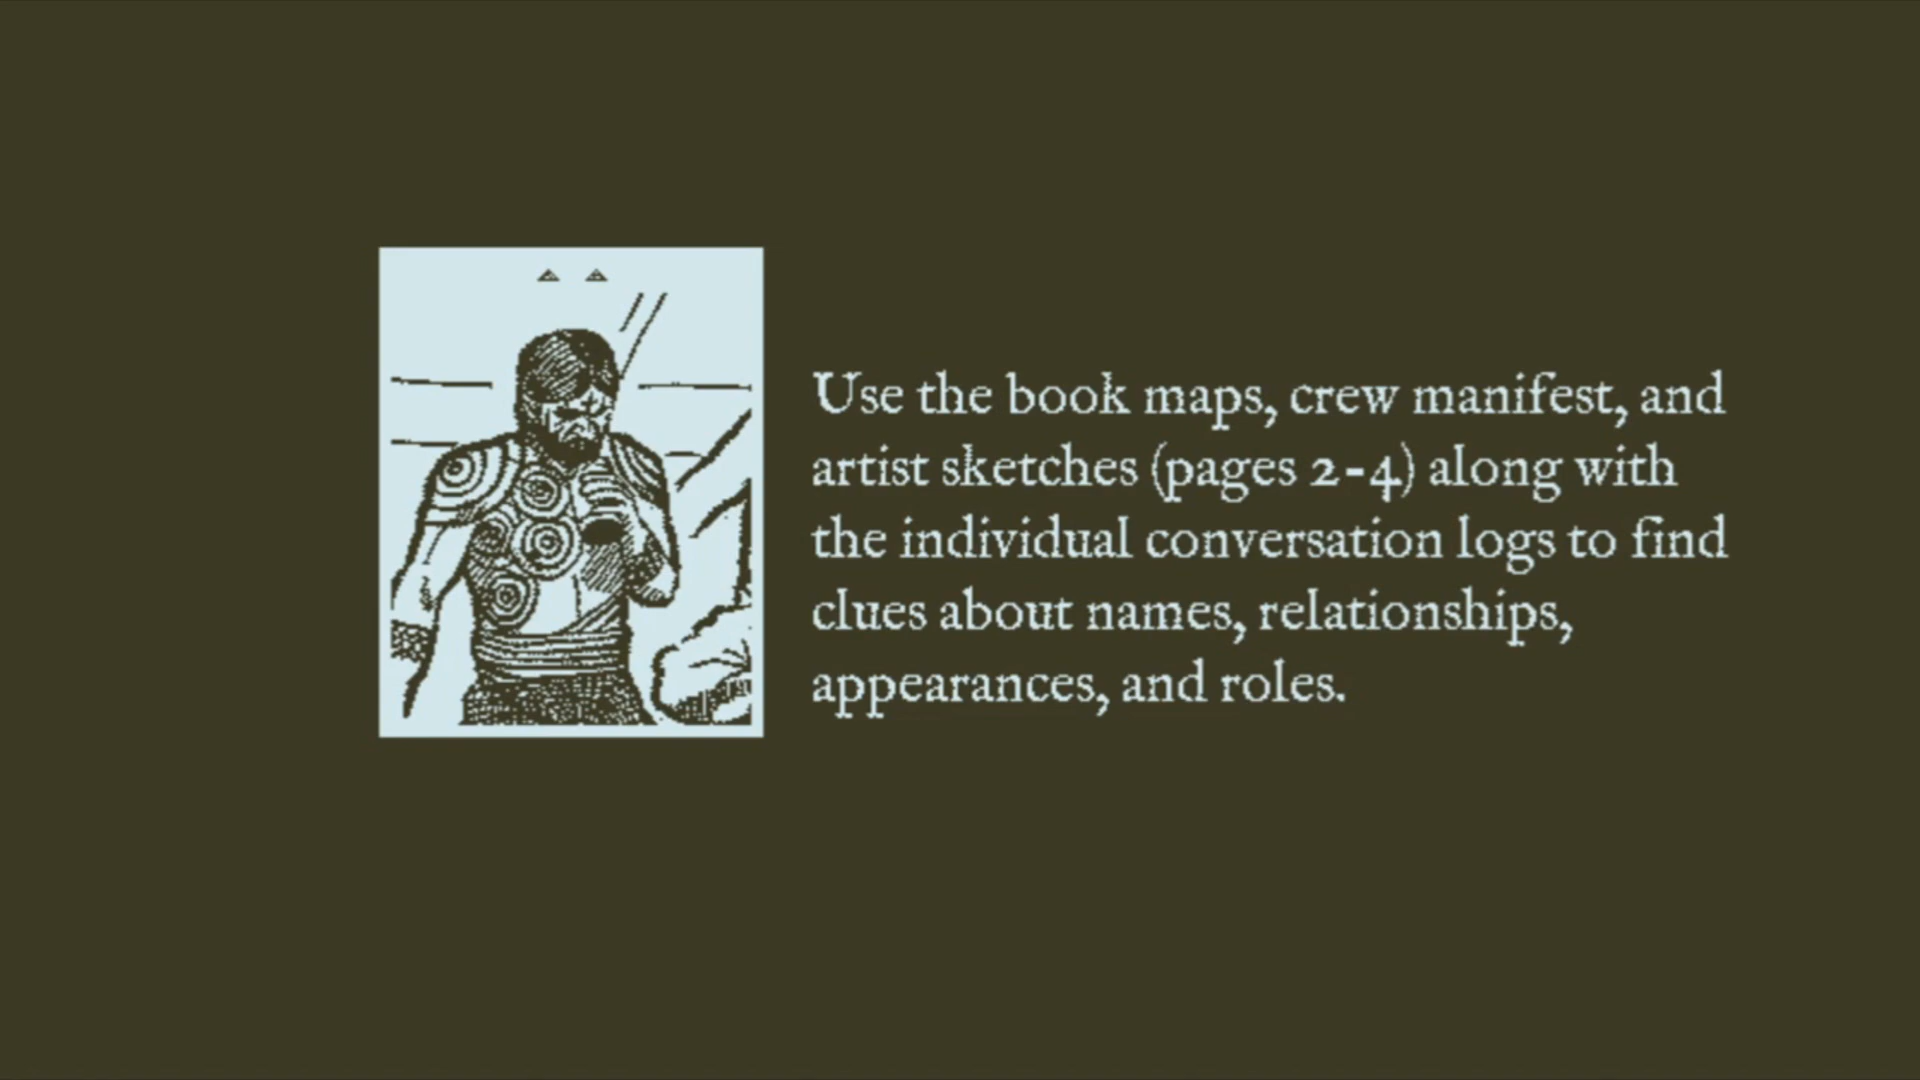 Use the book maps, crew manifest, and
artist sketches (pages 2-4) along with
the individual conversation logs to find
clues about names, relationships,
appearances, and roles.